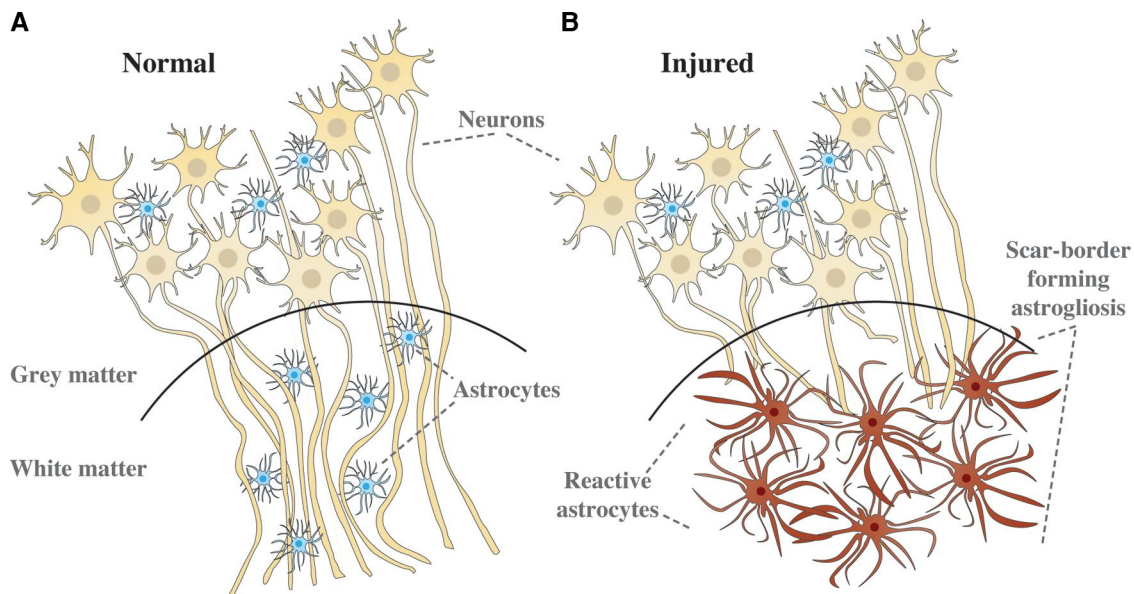 A
Normal
Neurons
Grey matter
Astrocytes
White matter
B
Injured
Scar-border
forming
astrogliosis
Reactive
astrocytes